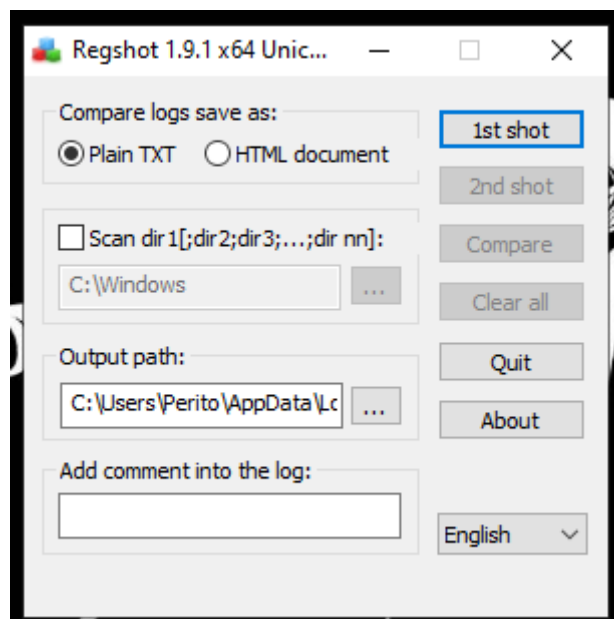 Regshot 1.9.1 x64 Unic...
Compare logs save as:
Plain TXT HTML document
1st shot
2nd shot
Scan dir1[;dir2;dir3;...;dir nn]:
C:\Windows
...
Compare
Clear all
Output path:
C:\Users\Perito\AppData\Lo
...
Quit
About
Add comment into the log:
English